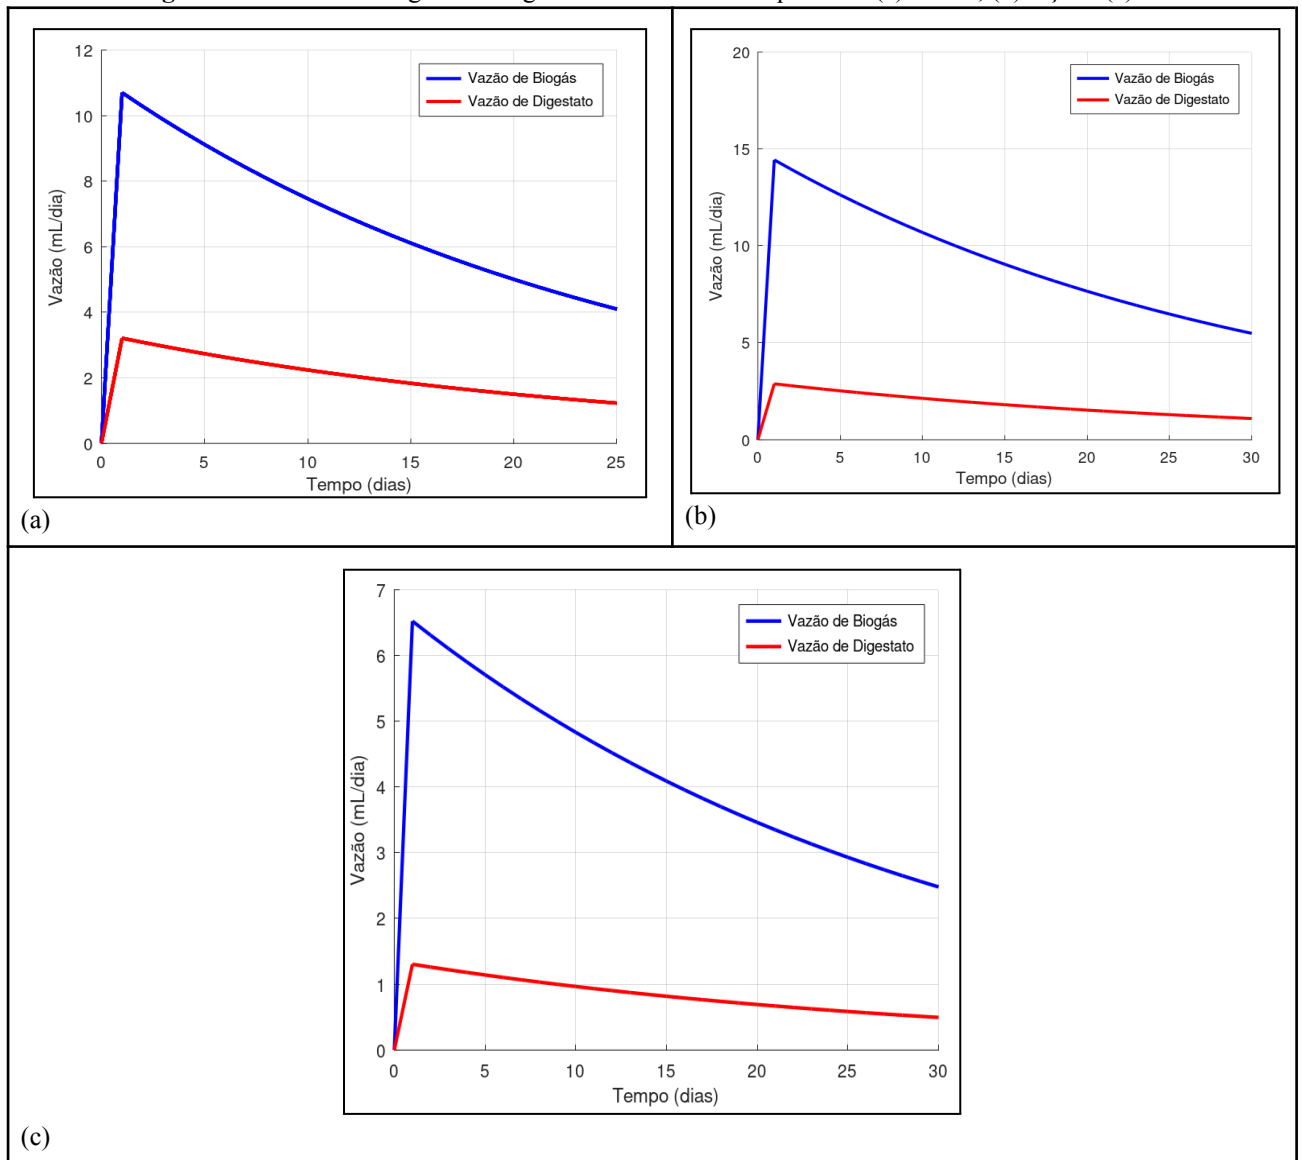 12
10
8
6
4
2
0
Vazão (mL/dia)
Vazão de Biogás
Vazão de Digestato
0 5 10 15 20 25
Tempo (dias)
(a)
20
15
10
5
0
Vazão (mL/dia)
Vazão de Biogás
Vazão de Digestato
0 5 10 15 20 25 30
Tempo (dias)
(b)
7
6
5
4
3
2
1
0
Vazão (mL/dia)
Vazão de Biogás
Vazão de Digestato
0 5 10 15 20 25 30
Tempo (dias)
(c)